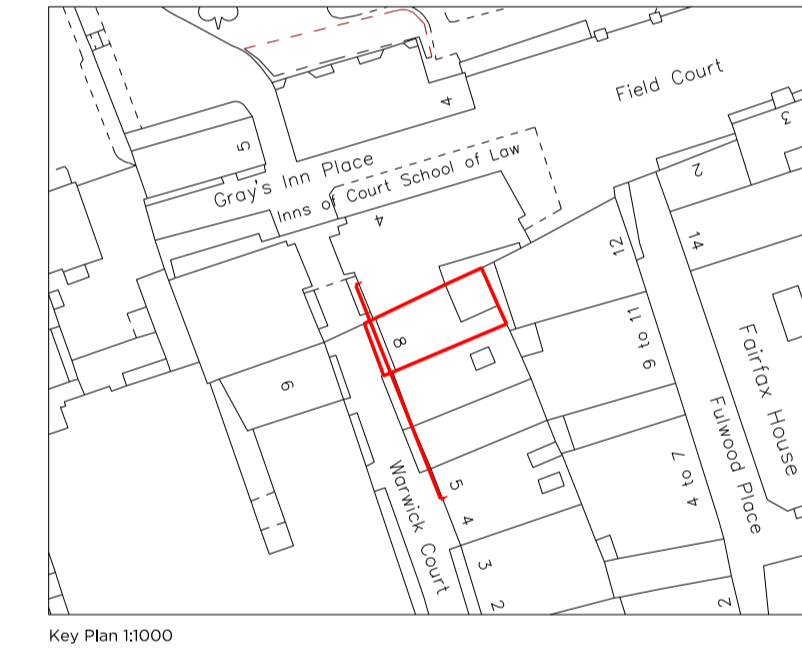 Field Court
4
3
5
Gray's Inn Place
Inns of Court School of Law
2
4
12
14
8
9 to 11
6
Fairfax House
Fulwood Place
Warwick Court
5
4 to 7
4
3
2
2
Key Plan 1:1000